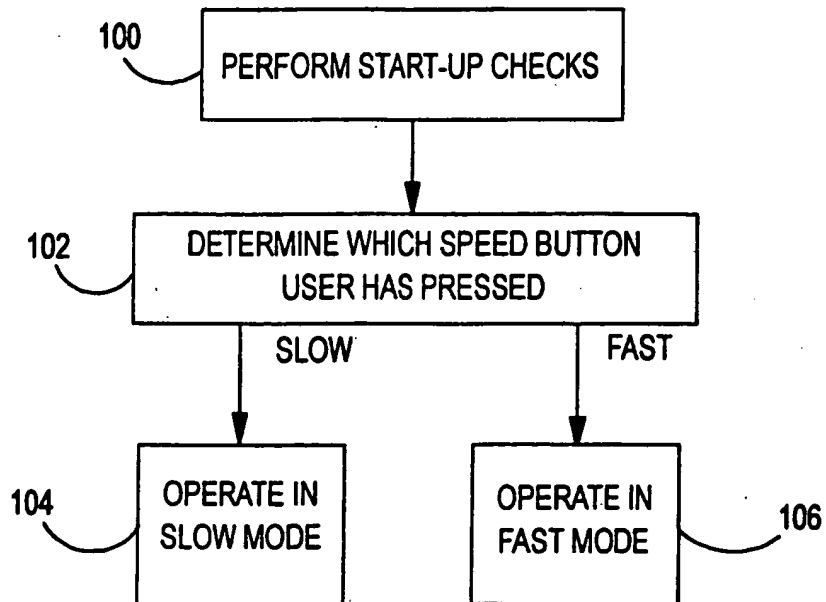 100
PERFORM START-UP CHECKS
102
DETERMINE WHICH SPEED BUTTON
USER HAS PRESSED
SLOW
FAST
104
OPERATE IN
SLOW MODE
OPERATE IN
FAST MODE
106